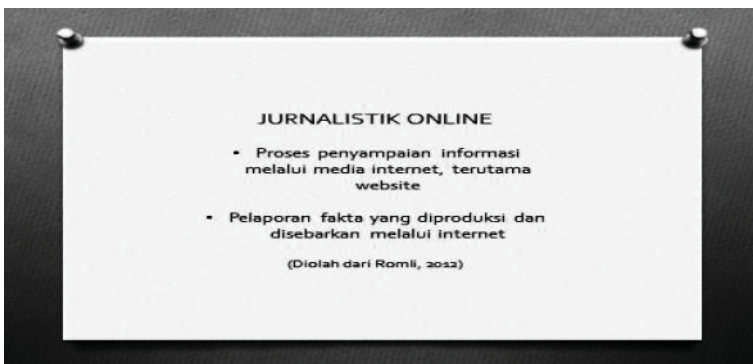 JURNALISTIK ONLINE
▪ Proses penyampaian informasi
melalui media internet, terutama
website
▪ Pelaporan fakta yang diproduksi dan
disebarkan melalui internet
(Diolah dari Romli, 2012)